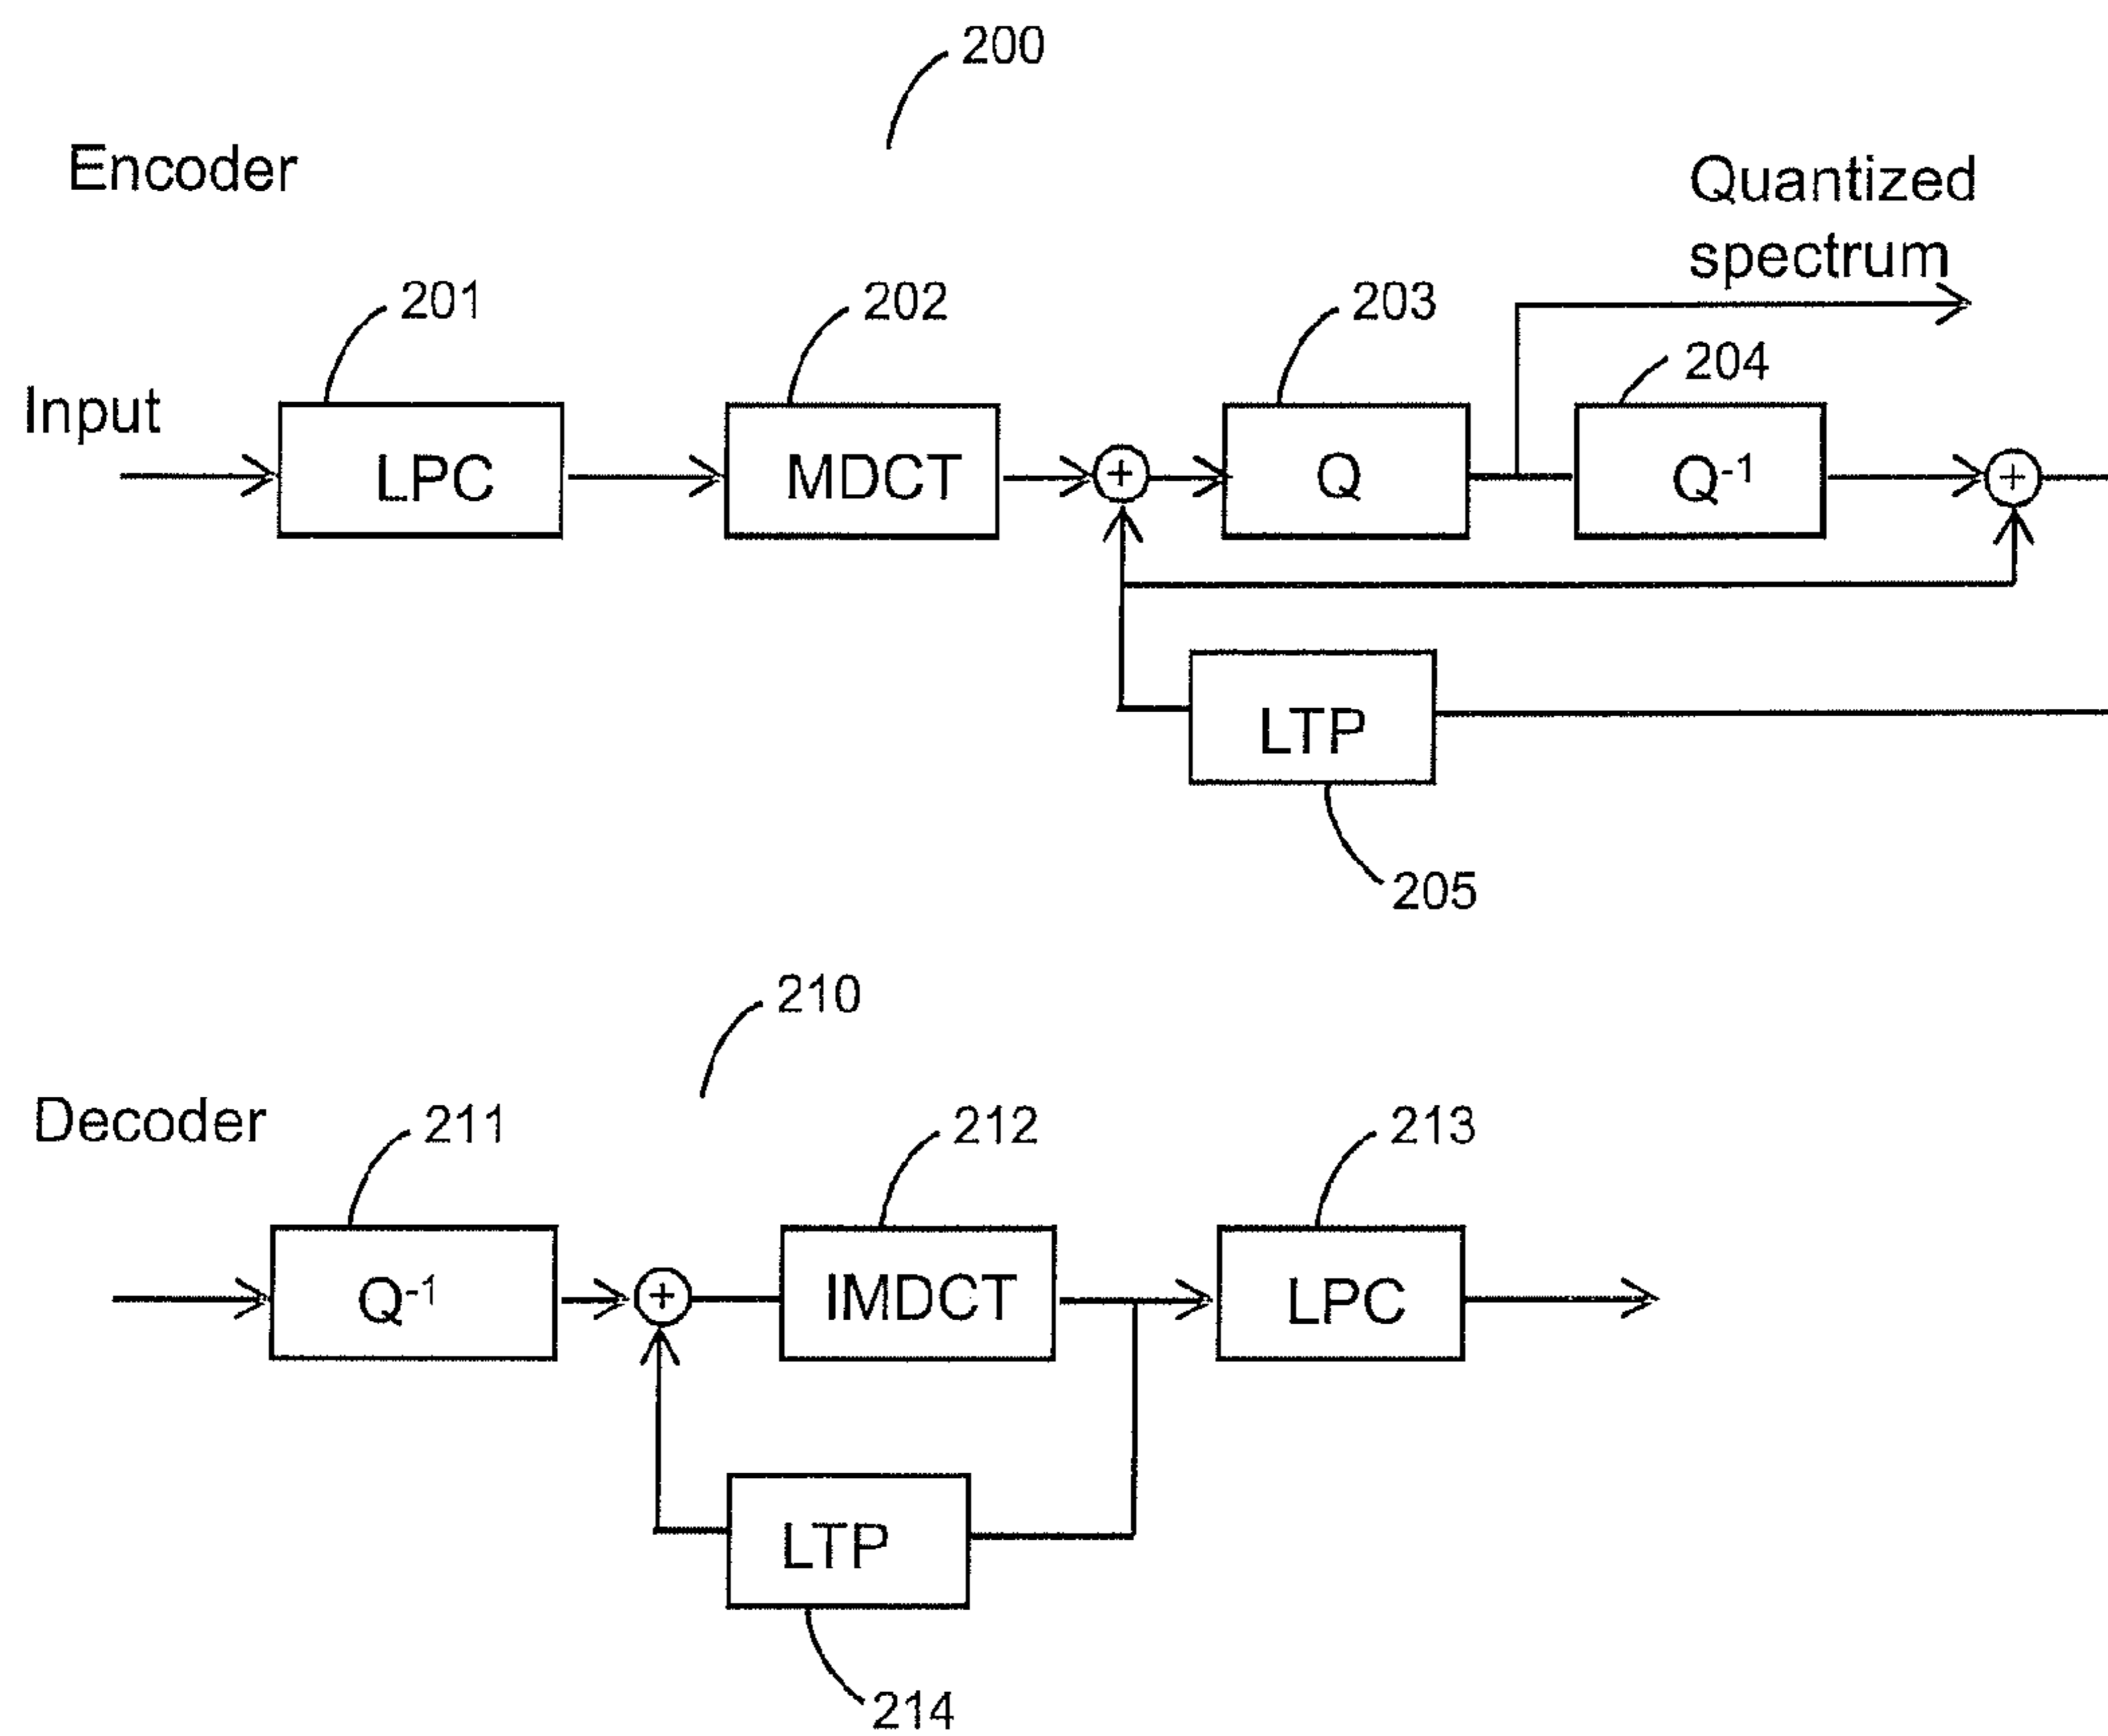 200
Encoder
Quantized
spectrum
201
202
203
204
Input
LPC
MDCT
+
Q
Q-1
+
LTP
205
210
Decoder
211
212
213
Q-1
+
IMDCT
LPC
LTP
214